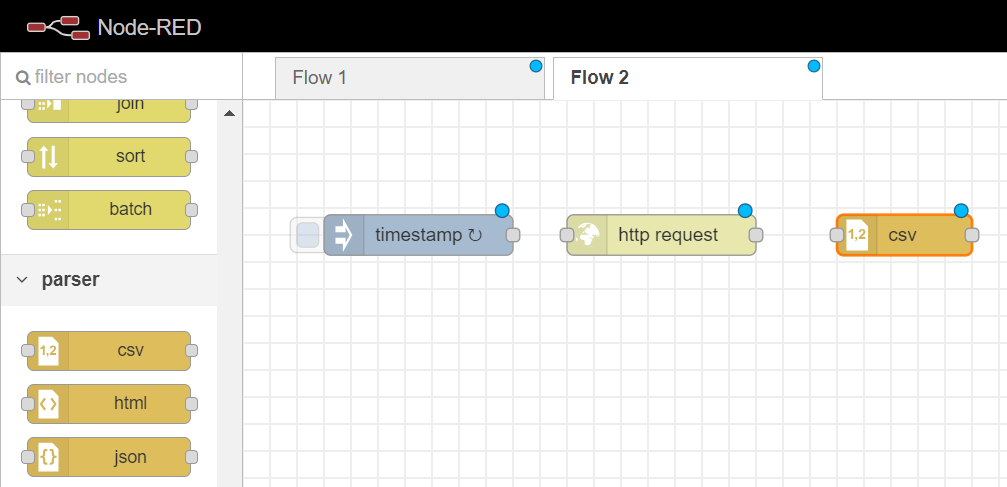 Node-RED
filter nodes
Flow 1
Flow 2
join
sort
batch
parser
1,2 csv
html
{} json
timestamp ↻
http request
1,2 csv